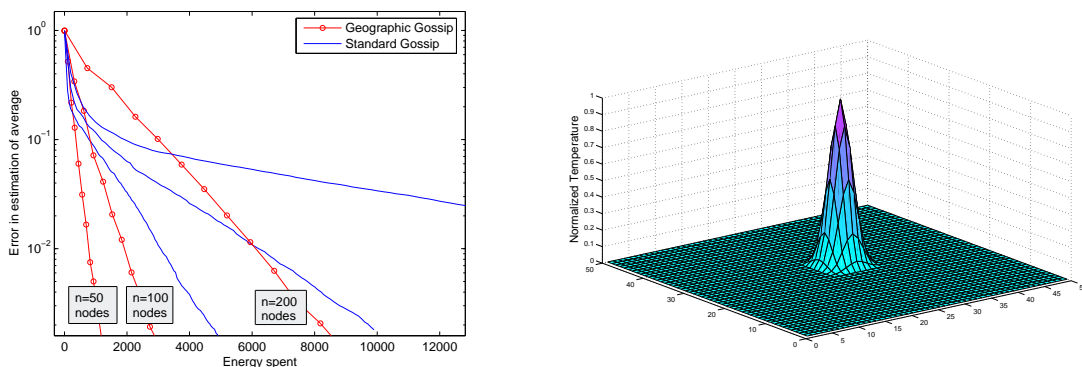 10^0
10^-1
10^-2
Error in estimation of average
Geographic Gossip
Standard Gossip
n=50
nodes
n=100
nodes
n=200
nodes
0 2000 4000 6000 8000 10000 12000
Energy spent
Normalized Temperature
1
0.9
0.8
0.7
0.6
0.5
0.4
0.3
0.2
0.1
0
50
40
30
20
10
0
0 5 10 15 20 25 30 35 40 45